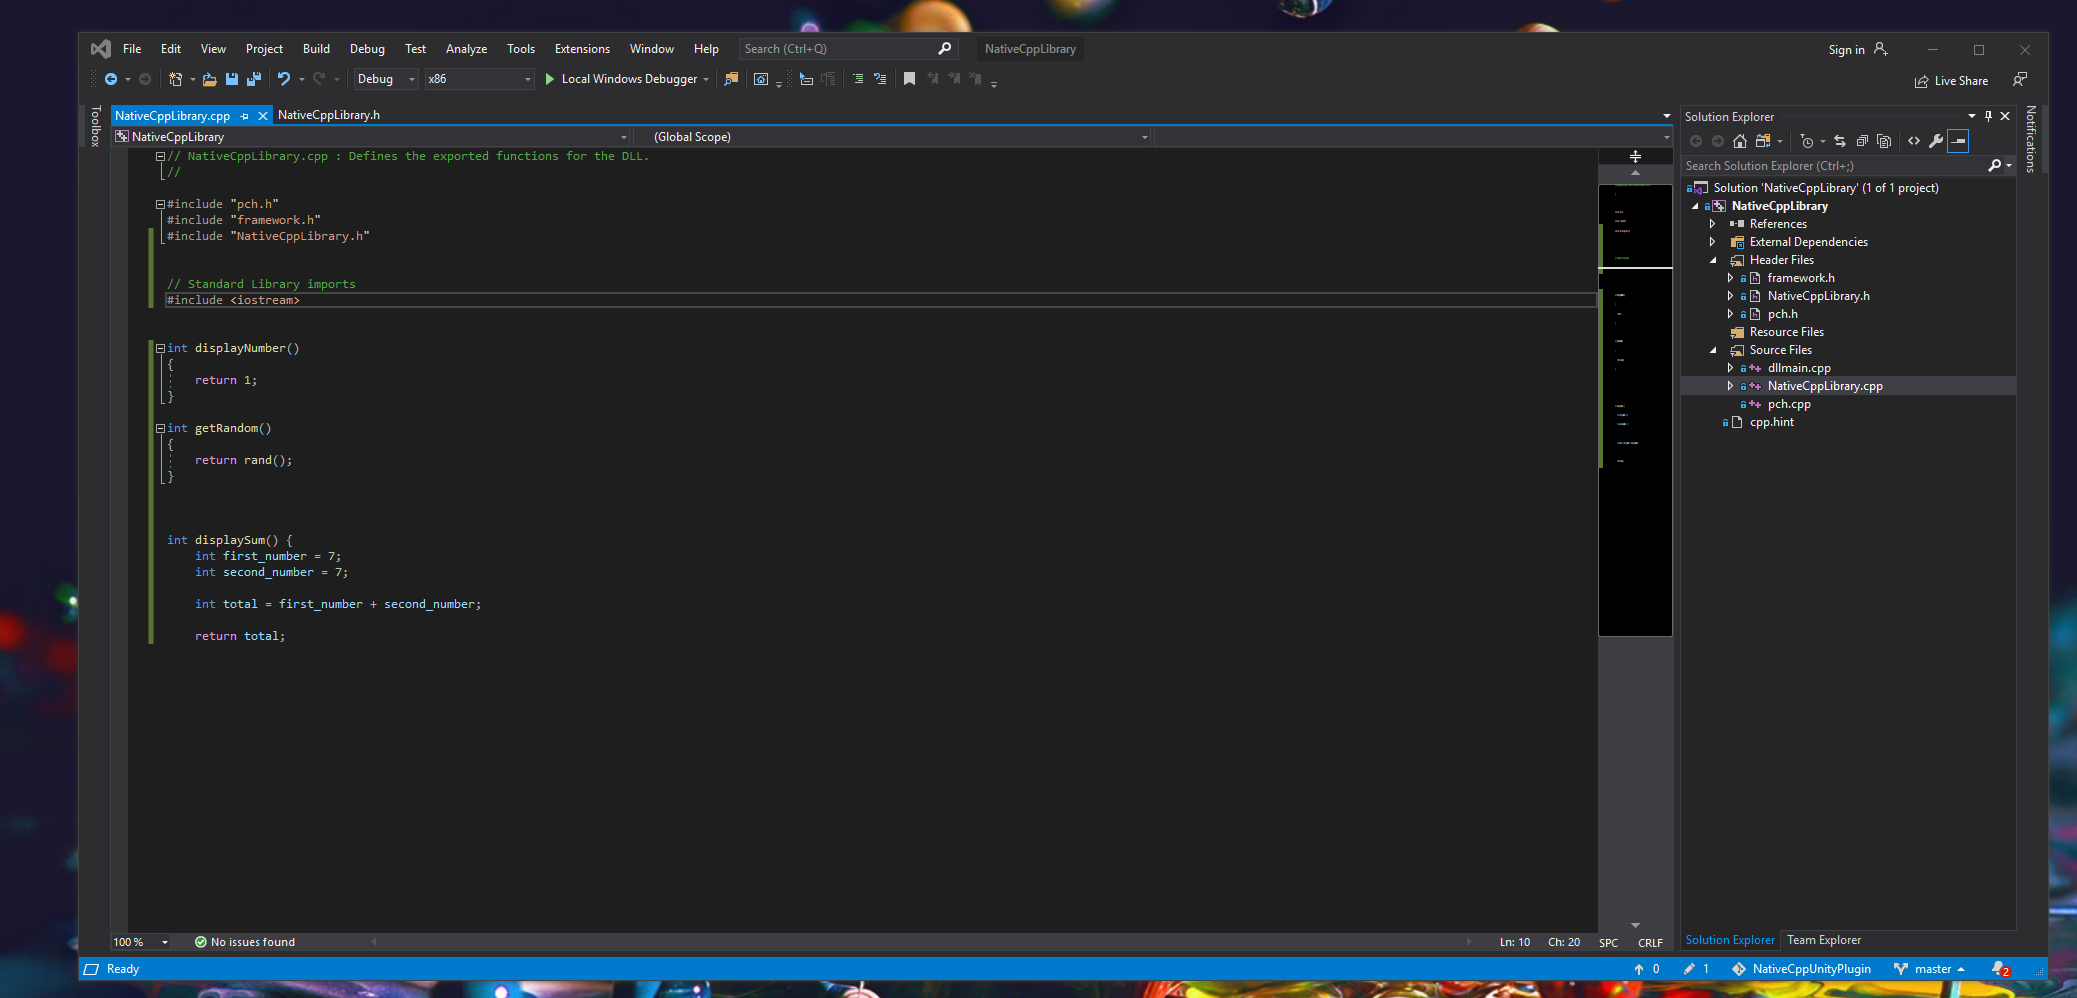 File Edit View Project Build Debug Test Analyze Tools Extensions Window Help Search (Ctrl+Q) NativeCppLibrary Sign in
Debug x86 Local Windows Debugger Live Share
Toolbox
NativeCppLibrary.cpp NativeCppLibrary.h
NativeCppLibrary (Global Scope)
// NativeCppLibrary.cpp : Defines the exported functions for the DLL.
//
#include "pch.h"
#include "framework.h"
#include "NativeCppLibrary.h"
// Standard Library imports
#include <iostream>
int displayNumber()
{
return 1;
}
int getRandom()
{
return rand();
}
int displaySum() {
int first_number = 7;
int second_number = 7;
int total = first_number + second_number;
return total;
100 % No issues found Ln: 10 Ch: 20 SPC CRLF
Solution Explorer
Search Solution Explorer (Ctrl+;)
Solution 'NativeCppLibrary' (1 of 1 project)
NativeCppLibrary
References
External Dependencies
Header Files
framework.h
NativeCppLibrary.h
pch.h
Resource Files
Source Files
dllmain.cpp
NativeCppLibrary.cpp
pch.cpp
cpp.hint
Solution Explorer Team Explorer
Notifications
Ready 0 1 NativeCppUnityPlugin master 2